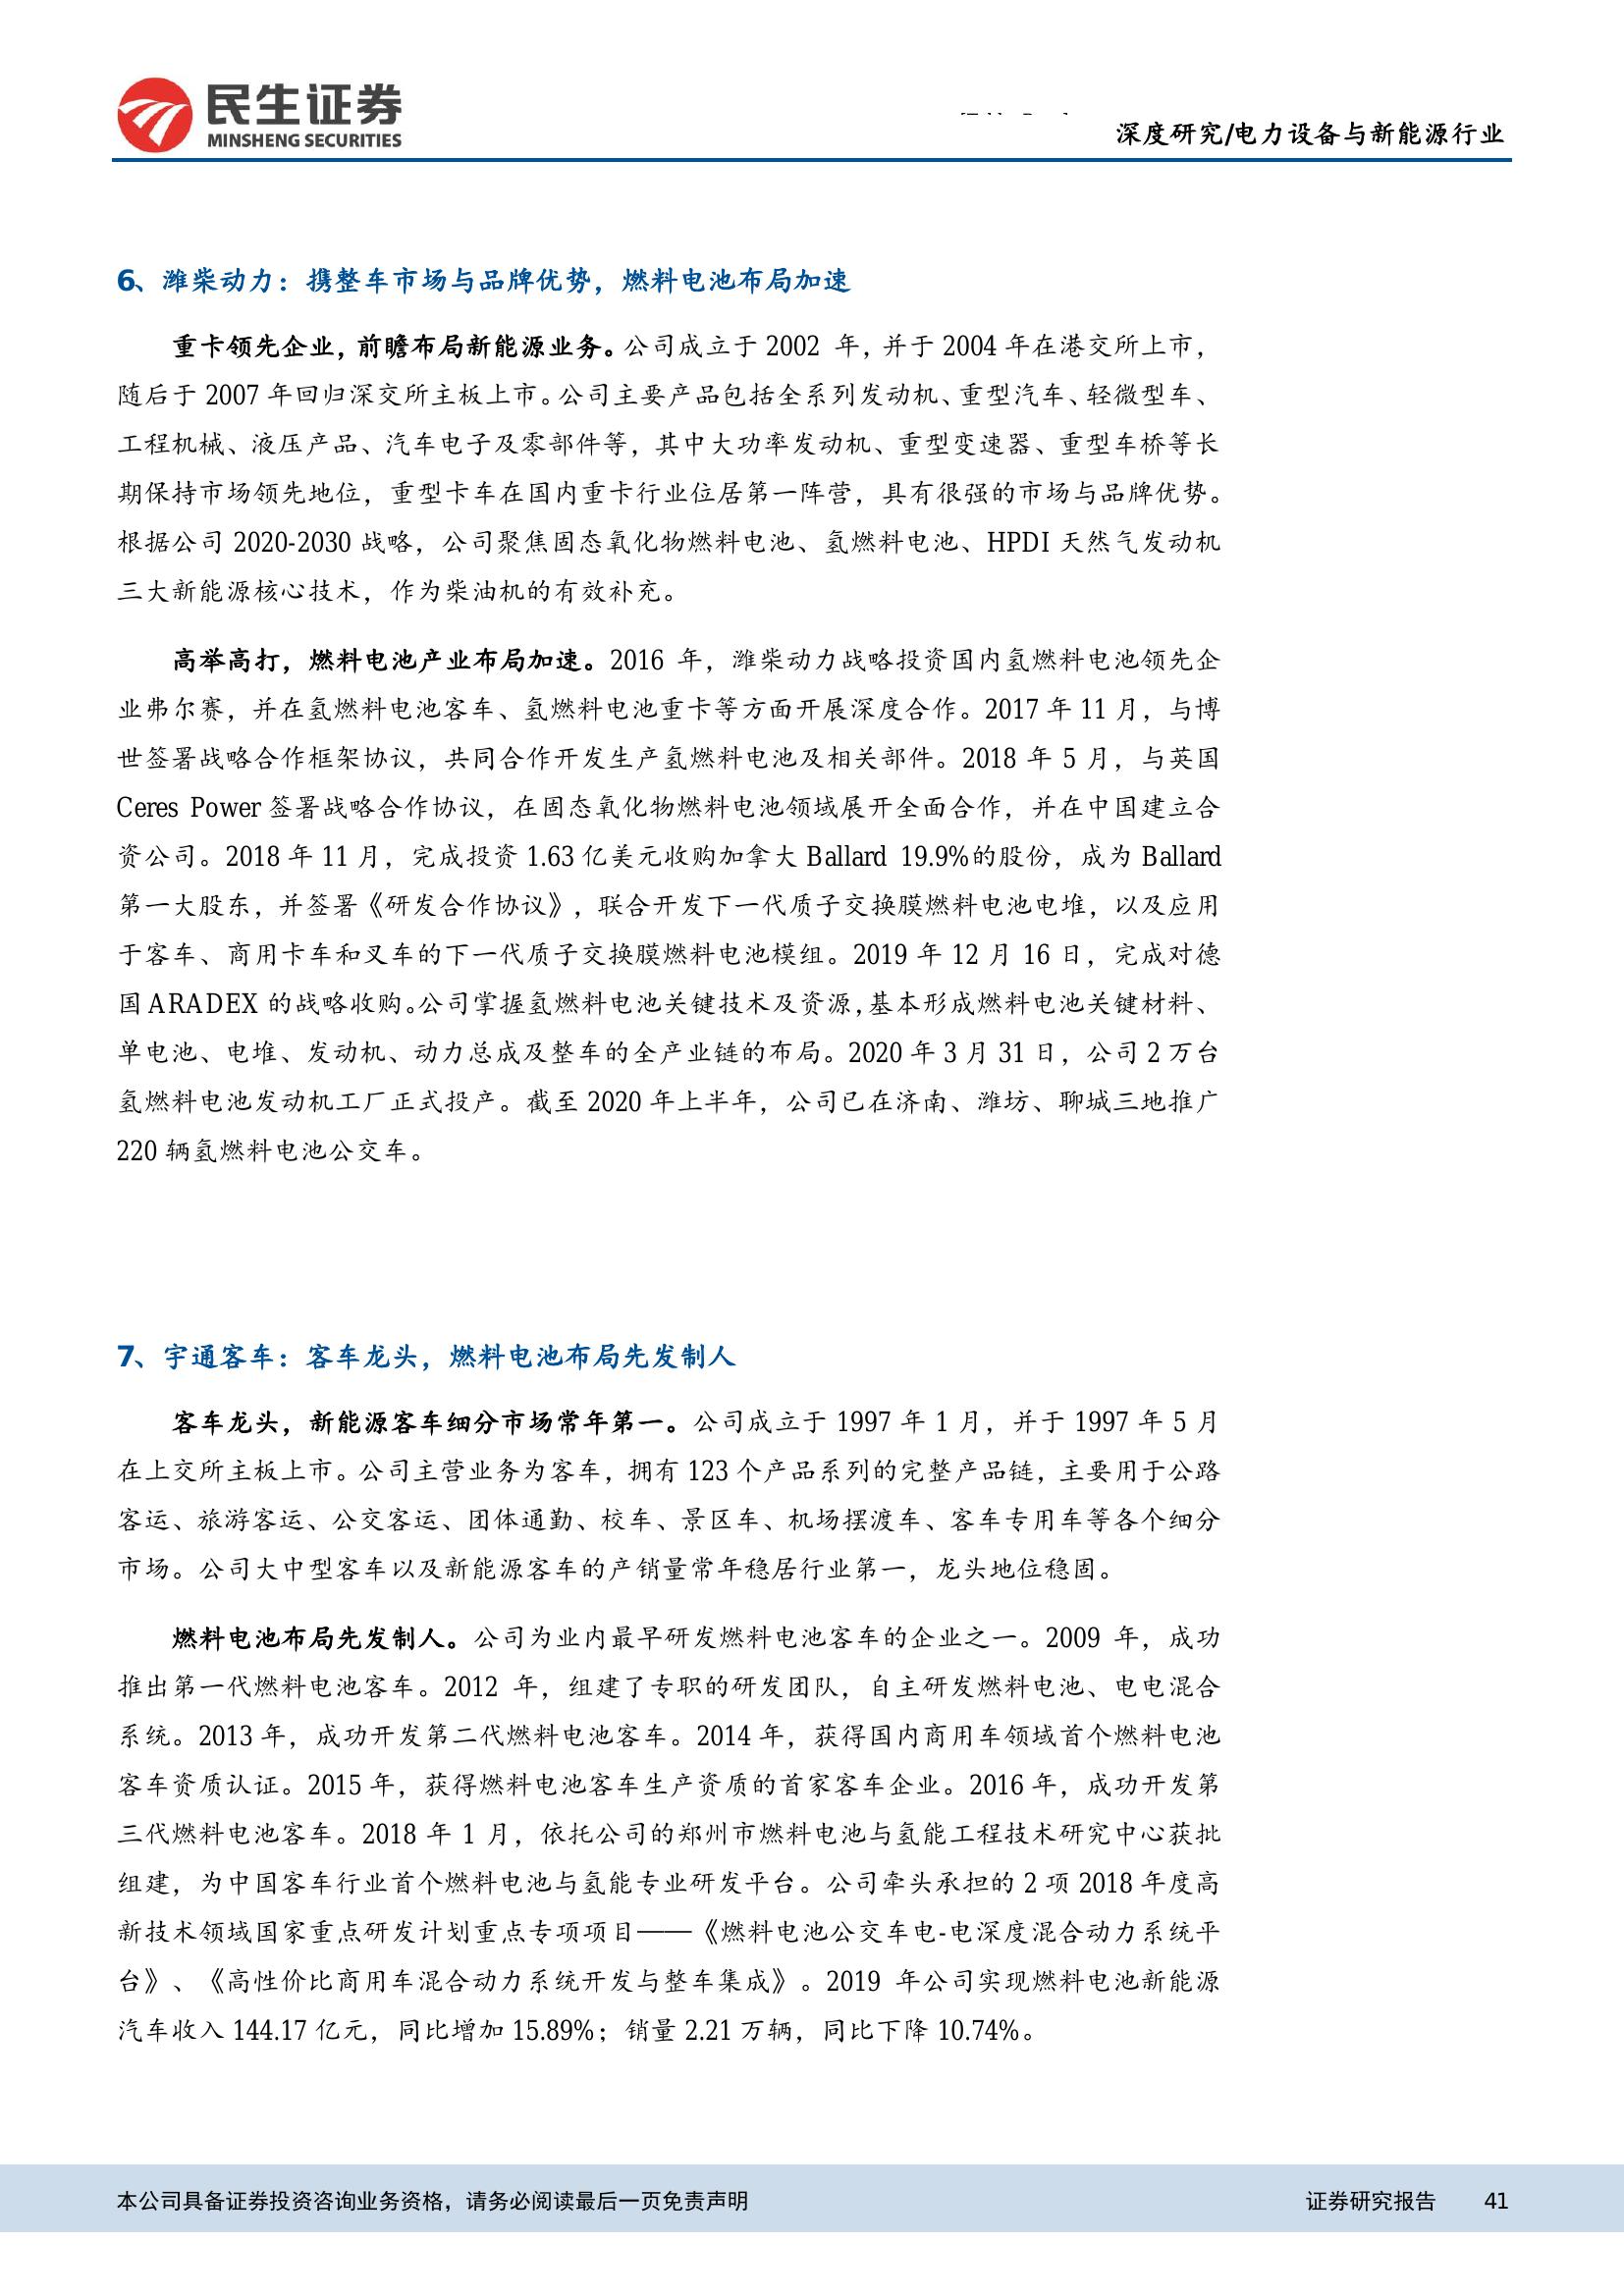 民生证券
MINSHENG SECURITIES
深度研究/电力设备与新能源行业
6、潍柴动力：携整车市场与品牌优势，燃料电池布局加速
重卡领先企业，前瞻布局新能源业务。公司成立于 2002 年，并于 2004 年在港交所上市，
随后于 2007 年回归深交所主板上市。公司主要产品包括全系列发动机、重型汽车、轻微型车、
工程机械、液压产品、汽车电子及零部件等，其中大功率发动机、重型变速器、重型车桥等长
期保持市场领先地位，重型卡车在国内重卡行业位居第一阵营，具有很强的市场与品牌优势。
根据公司 2020-2030 战略，公司聚焦固态氧化物燃料电池、氢燃料电池、HPDI 天然气发动机
三大新能源核心技术，作为柴油机的有效补充。
高举高打，燃料电池产业布局加速。2016 年，潍柴动力战略投资国内氢燃料电池领先企
业弗尔赛，并在氢燃料电池客车、氢燃料电池重卡等方面开展深度合作。2017 年 11 月，与博
世签署战略合作框架协议，共同合作开发生产氢燃料电池及相关部件。2018 年 5 月，与英国
Ceres Power 签署战略合作协议，在固态氧化物燃料电池领域展开全面合作，并在中国建立合
资公司。2018 年 11 月，完成投资 1.63 亿美元收购加拿大 Ballard 19.9%的股份，成为 Ballard
第一大股东，并签署《研发合作协议》，联合开发下一代质子交换膜燃料电池电堆，以及应用
于客车、商用卡车和叉车的下一代质子交换膜燃料电池模组。2019 年 12 月 16 日，完成对德
国 ARADEX 的战略收购。公司掌握氢燃料电池关键技术及资源，基本形成燃料电池关键材料、
单电池、电堆、发动机、动力总成及整车的全产业链的布局。2020 年 3 月 31 日，公司 2 万台
氢燃料电池发动机工厂正式投产。截至 2020 年上半年，公司已在济南、潍坊、聊城三地推广
220 辆氢燃料电池公交车。
7、宇通客车：客车龙头，燃料电池布局先发制人
客车龙头，新能源客车细分市场常年第一。公司成立于 1997 年 1 月，并于 1997 年 5 月
在上交所主板上市。公司主营业务为客车，拥有 123 个产品系列的完整产品链，主要用于公路
客运、旅游客运、公交客运、团体通勤、校车、景区车、机场摆渡车、客车专用车等各个细分
市场。公司大中型客车以及新能源客车的产销量常年稳居行业第一，龙头地位稳固。
燃料电池布局先发制人。公司为业内最早研发燃料电池客车的企业之一。2009 年，成功
推出第一代燃料电池客车。2012 年，组建了专职的研发团队，自主研发燃料电池、电电混合
系统。2013 年，成功开发第二代燃料电池客车。2014 年，获得国内商用车领域首个燃料电池
客车资质认证。2015 年，获得燃料电池客车生产资质的首家客车企业。2016 年，成功开发第
三代燃料电池客车。2018 年 1 月，依托公司的郑州市燃料电池与氢能工程技术研究中心获批
组建，为中国客车行业首个燃料电池与氢能专业研发平台。公司牵头承担的 2 项 2018 年度高
新技术领域国家重点研发计划重点专项项目——《燃料电池公交车电-电深度混合动力系统平
台》、《高性价比商用车混合动力系统开发与整车集成》。2019 年公司实现燃料电池新能源
汽车收入 144.17 亿元，同比增加 15.89%；销量 2.21 万辆，同比下降 10.74%。
本公司具备证券投资咨询业务资格，请务必阅读最后一页免责声明
证券研究报告 41